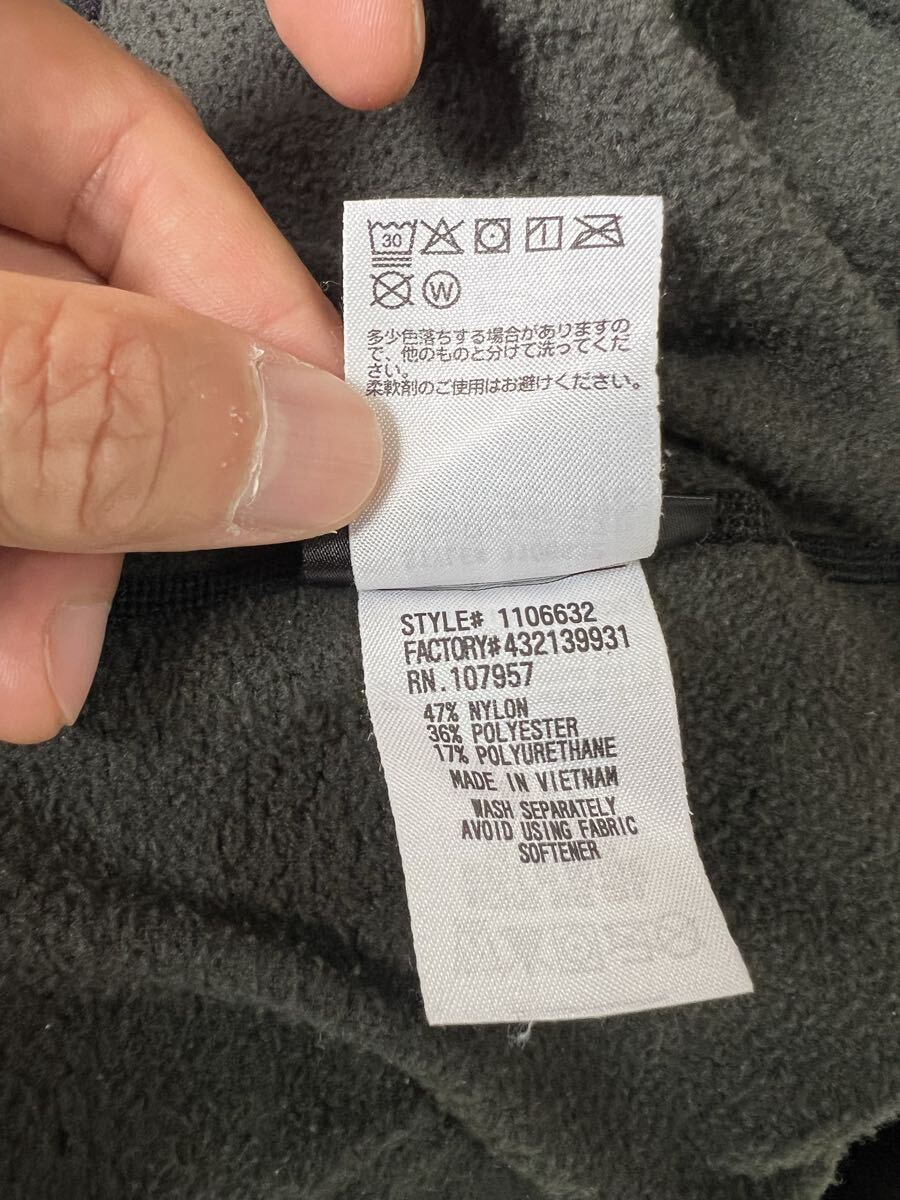 30
W
多少色落ちする場合がありますの
で、他のものと分けて洗ってくだ
さい。
柔軟剤のご使用はお避けください。
STYLE# 1106632
FACTORY#432139931
RN.107957
47% NYLON
36% POLYESTER
17% POLYURETHANE
MADE IN VIETNAM
WASH SEPARATELY
AVOID USING FABRIC
SOFTENER